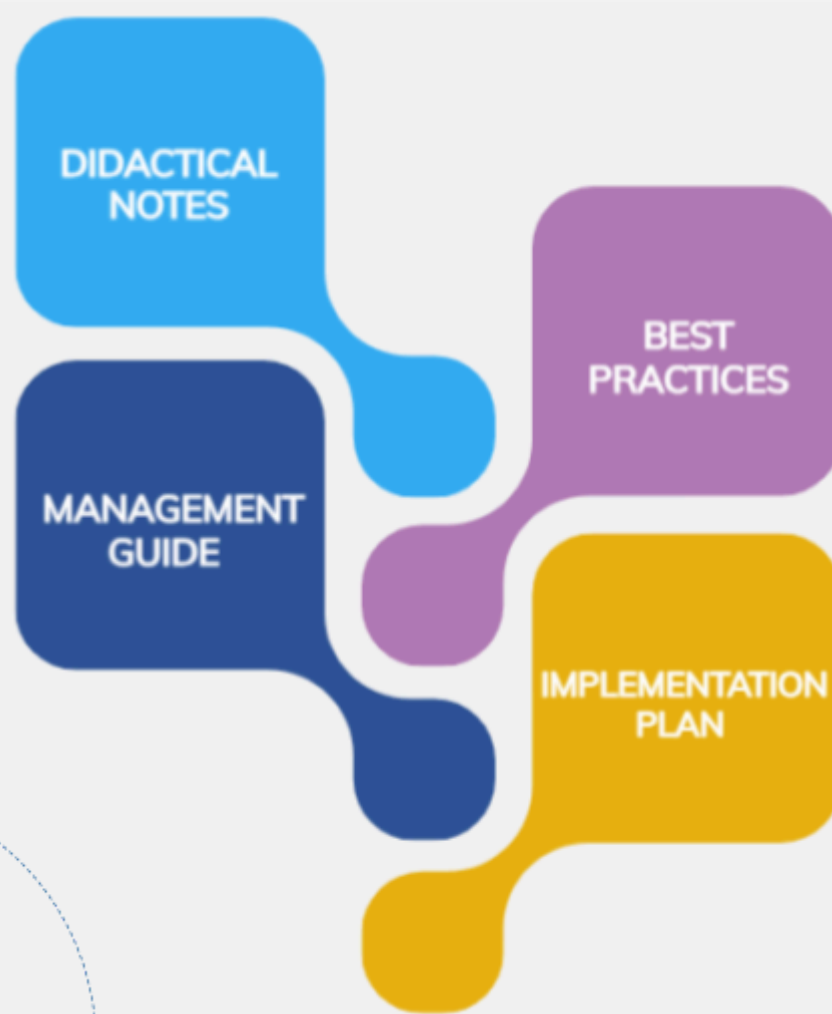 DIDACTICAL
NOTES
BEST
PRACTICES
MANAGEMENT
GUIDE
IMPLEMENTATION
PLAN